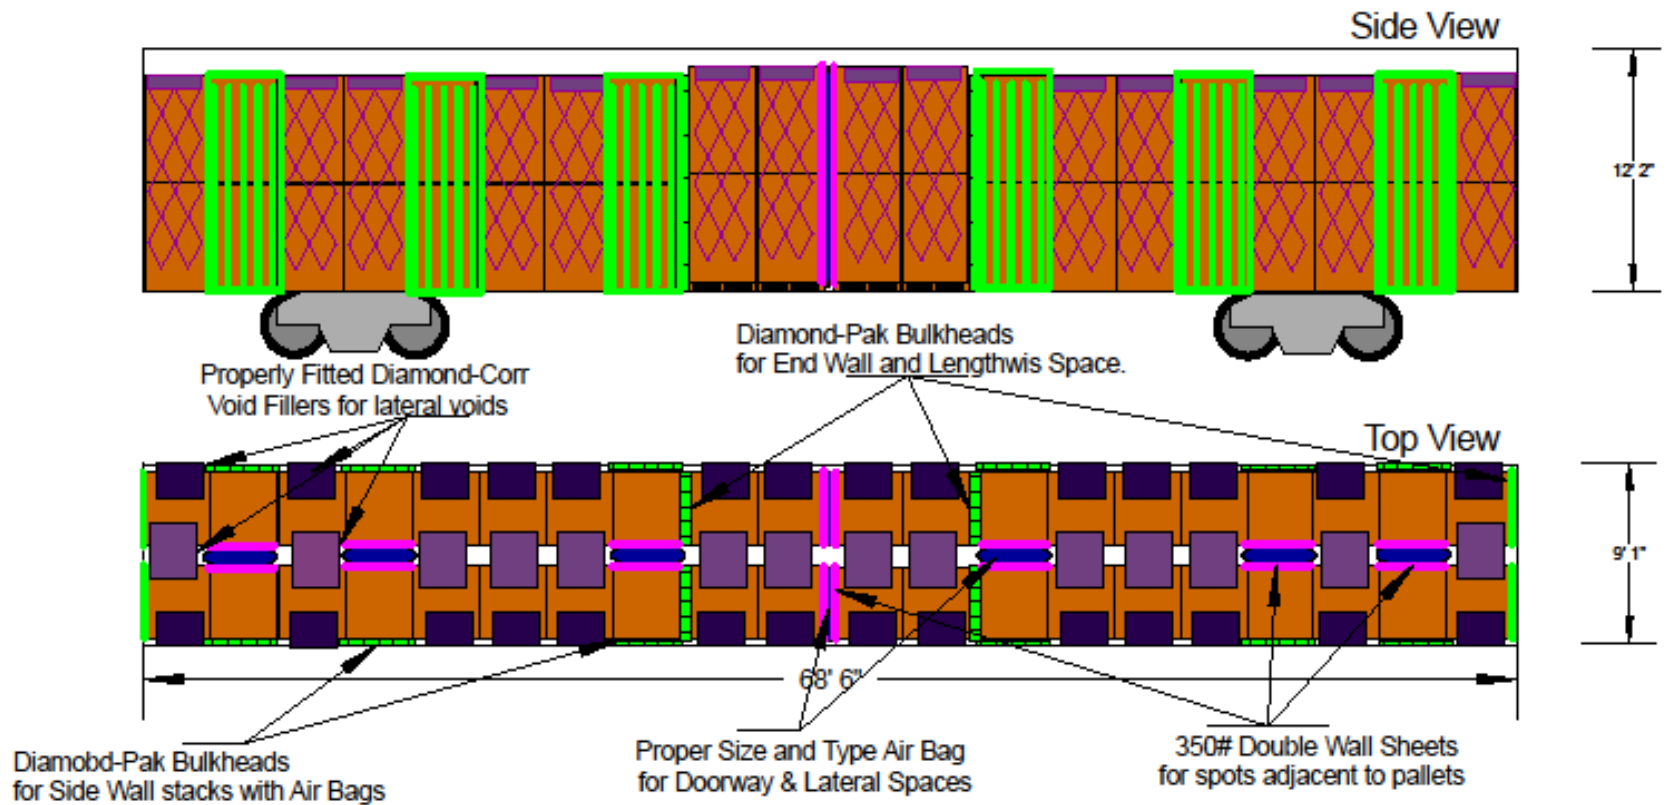 Side View
12' 2"
Diamond-Pak Bulkheads
for End Wall and Lengthwis Space.
Properly Fitted Diamond-Corr
Void Fillers for lateral voids
Top View
9' 1"
68' 6"
Diamobd-Pak Bulkheads
for Side Wall stacks with Air Bags
Proper Size and Type Air Bag
for Doorway & Lateral Spaces
350# Double Wall Sheets
for spots adjacent to pallets